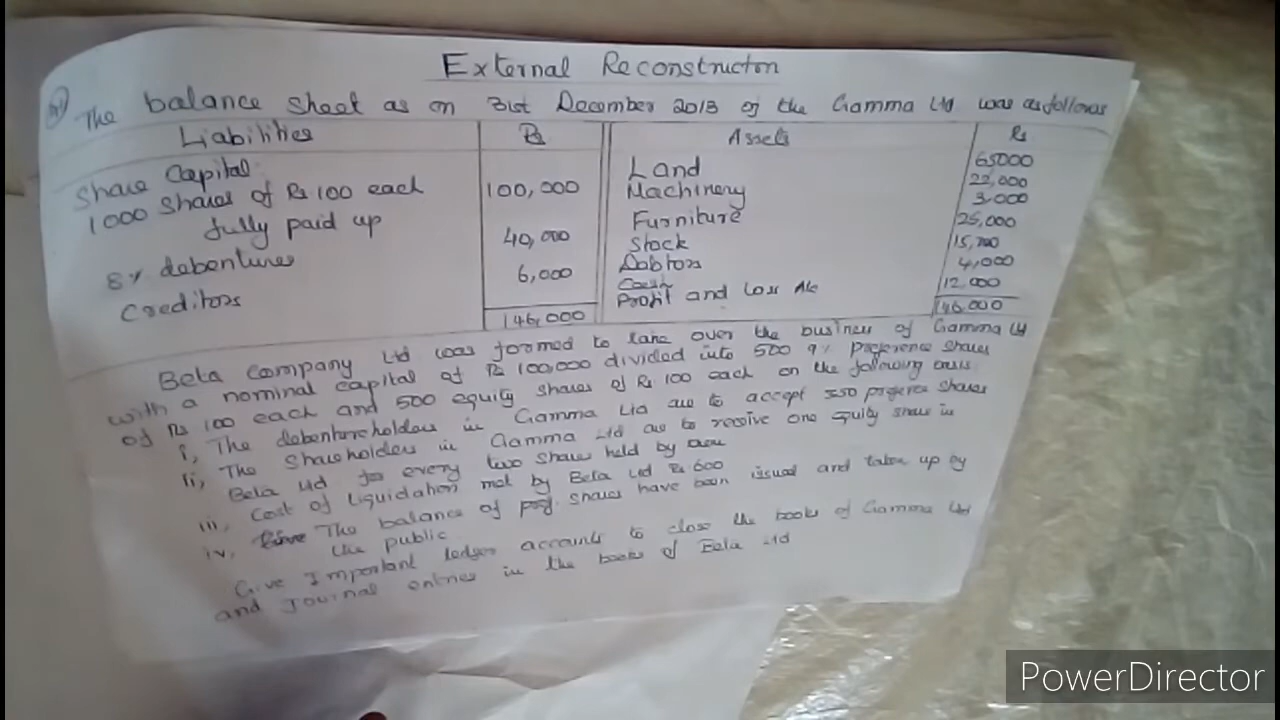 External Reconstructon
The balance sheet as on 31st December 2013 of the Gamma Ltd was as follows
Liabilities Rs Assets Rs
Share Capital
1000 Shares of Rs 100 each 100,000
fully paid up
8% debentures 40,000
Creditors 6,000
146,000
Land 65000
Machinery 22,000
Furniture 3,000
Stock 25,000
Debtors
Cash 4,000
Profit and Loss A/c 12,000
146,000
Beta Company Ltd was formed to take over the business of Gamma Ltd
with a nominal capital of Rs 100,000 divided into 500 9% preference shares
of Rs 100 each and 500 equity shares of Rs 100 each on the following basis
i, The debentureholders in Gamma Ltd are to accept 350 shares
ii, The Shareholders in Gamma Ltd are to receive one equity share in
Beta Ltd for every two share held by them
iii, Cost of liquidation met by Beta Ltd Rs 600
iv, The balance of pref. shares have been issued and taken up by
the public
Give Important ledger accounts to close the books of Gamma Ltd
and Journal entries in the books of Beta Ltd
PowerDirector